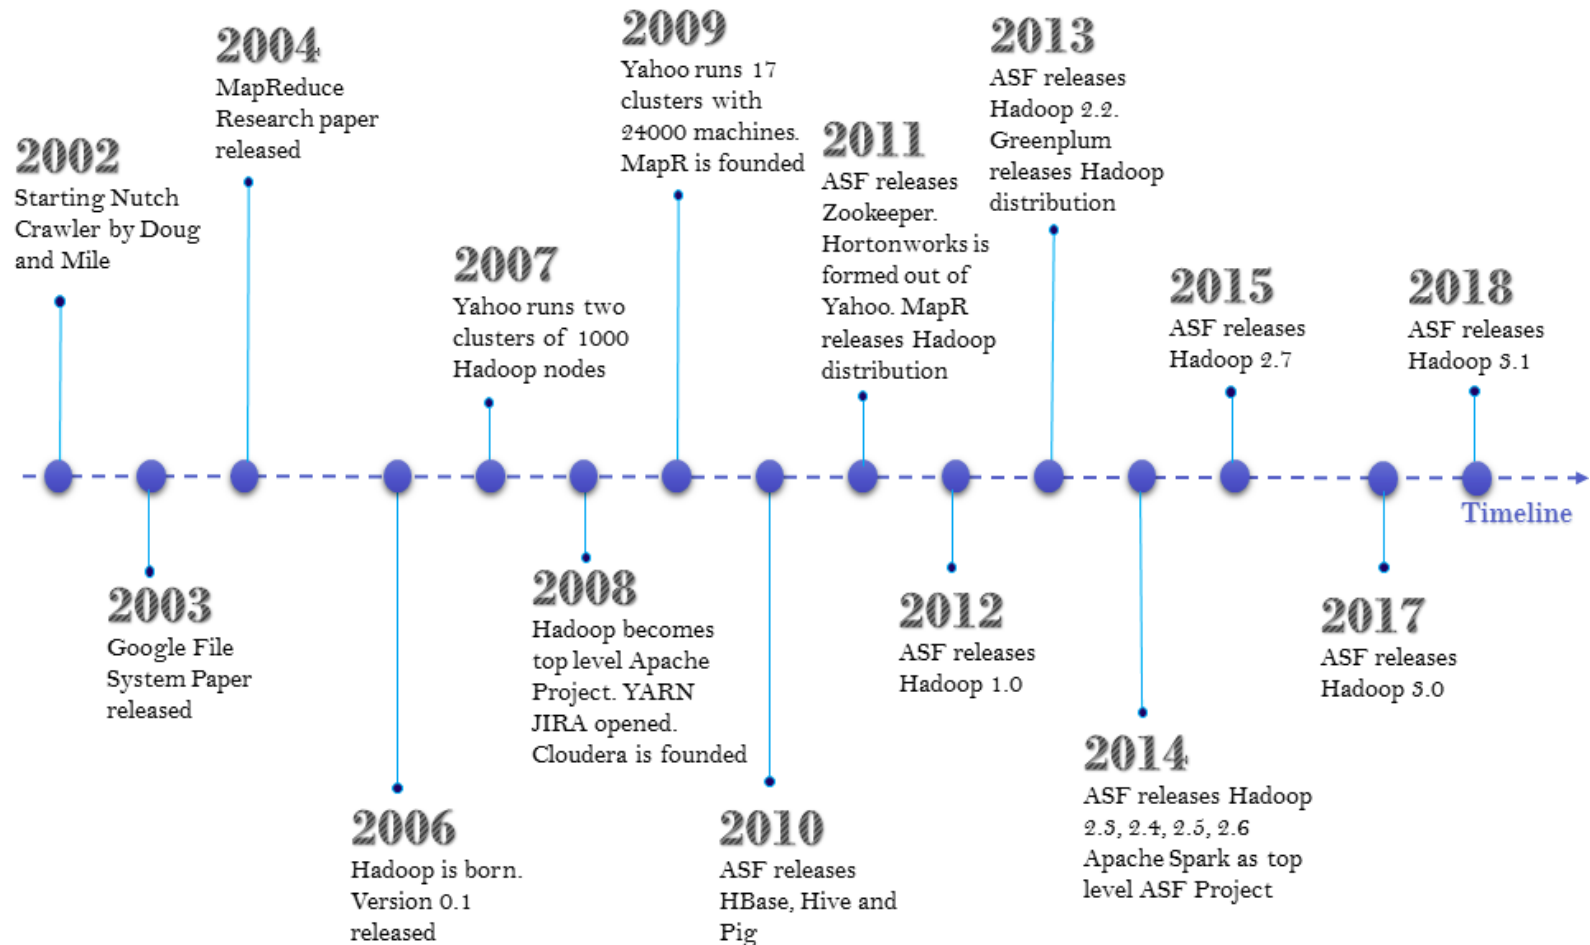 2002
Starting Nutch
Crawler by Doug
and Mile
2003
Google File
System Paper
released
2004
MapReduce
Research paper
released
2006
Hadoop is born.
Version 0.1
released
2007
Yahoo runs two
clusters of 1000
Hadoop nodes
2008
Hadoop becomes
top level Apache
Project. YARN
JIRA opened.
Cloudera is founded
2009
Yahoo runs 17
clusters with
24000 machines.
MapR is founded
2010
ASF releases
HBase, Hive and
Pig
2011
ASF releases
Zookeeper.
Hortonworks is
formed out of
Yahoo. MapR
releases Hadoop
distribution
2012
ASF releases
Hadoop 1.0
2013
ASF releases
Hadoop 2.2.
Greenplum
releases Hadoop
distribution
2014
ASF releases Hadoop
2.3, 2.4, 2.5, 2.6
Apache Spark as top
level ASF Project
2015
ASF releases
Hadoop 2.7
2017
ASF releases
Hadoop 3.0
2018
ASF releases
Hadoop 3.1
Timeline